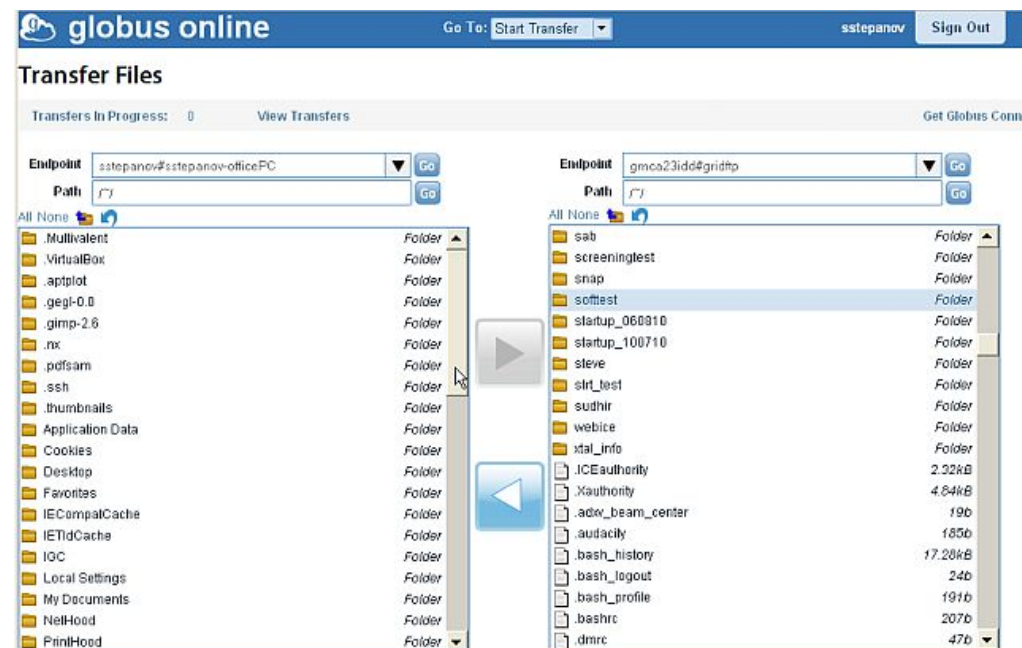 globus online
Go To: Start Transfer
sstepanov
Sign Out
Transfer Files
Transfers In Progress: 0
View Transfers
Get Globus Conn
Endpoint sstepanov#sstepanov-officePC Go
Path /~/ Go
All None
.Multivalent Folder
.VirtualBox Folder
.aptplot Folder
.gegl-0.0 Folder
.gimp-2.6 Folder
.nx Folder
.pdfsam Folder
.ssh Folder
.thumbnails Folder
Application Data Folder
Cookies Folder
Desktop Folder
Favorites Folder
IECompatCache Folder
IETldCache Folder
IGC Folder
Local Settings Folder
My Documents Folder
NetHood Folder
PrintHood Folder
Endpoint gmca23idd#gridftp Go
Path /~/ Go
All None
sab Folder
screeningtest Folder
snap Folder
softtest Folder
startup_060810 Folder
startup_100710 Folder
steve Folder
slrt_test Folder
sudhir Folder
webice Folder
xtal_info Folder
.ICEauthority 2.32kB
.Xauthority 4.84kB
.adxv_beam_center 19b
.audacity 185b
.bash_history 17.28kB
.bash_logout 24b
.bash_profile 191b
.bashrc 207b
.dmrc 47b